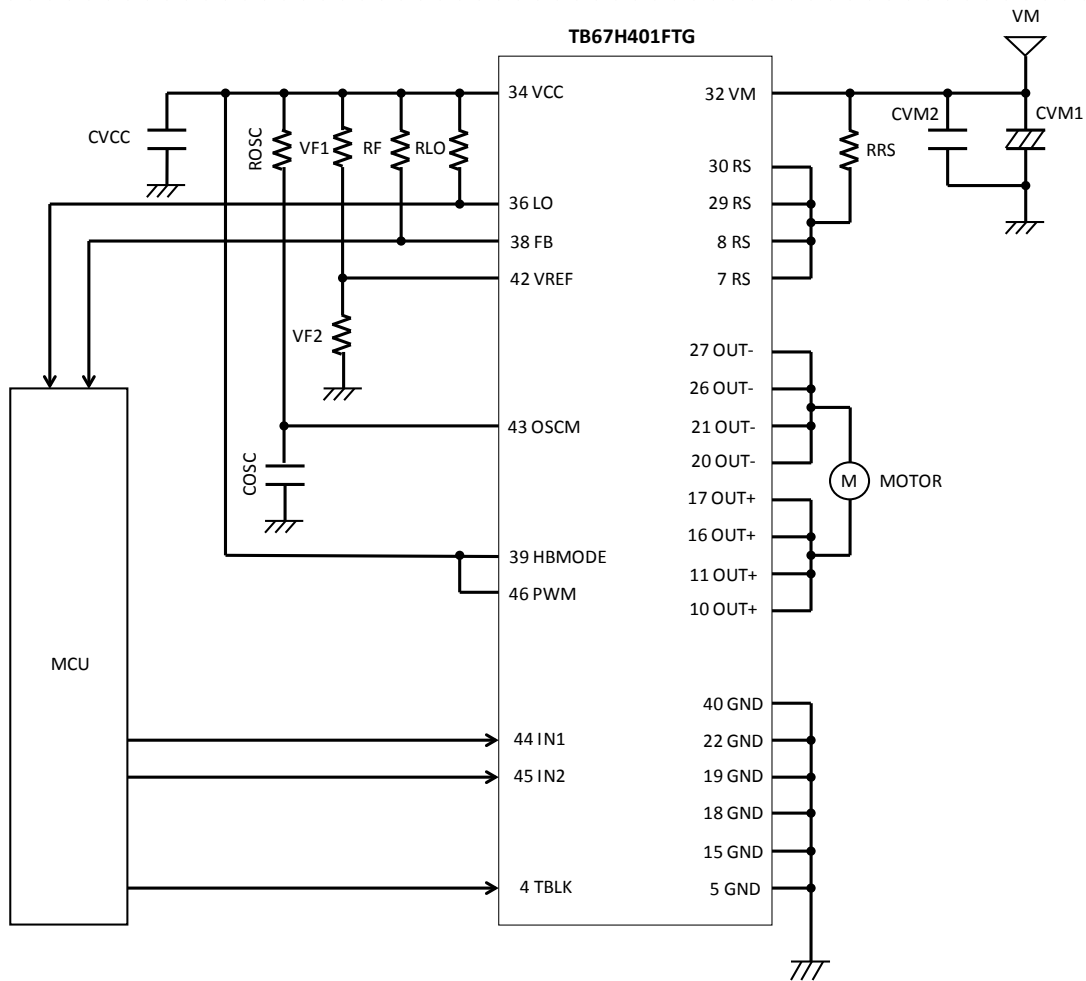 TB67H401FTG
VM
34 VCC
32 VM
CVCC
ROSC
VF1
RF
RLO
RRS
CVM2
CVM1
30 RS
36 LO
29 RS
38 FB
8 RS
42 VREF
7 RS
VF2
27 OUT-
26 OUT-
43 OSCM
21 OUT-
20 OUT-
COSC
M
MOTOR
17 OUT+
16 OUT+
39 HBMODE
11 OUT+
46 PWM
10 OUT+
MCU
40 GND
44 IN1
22 GND
45 IN2
19 GND
18 GND
15 GND
4 TBLK
5 GND